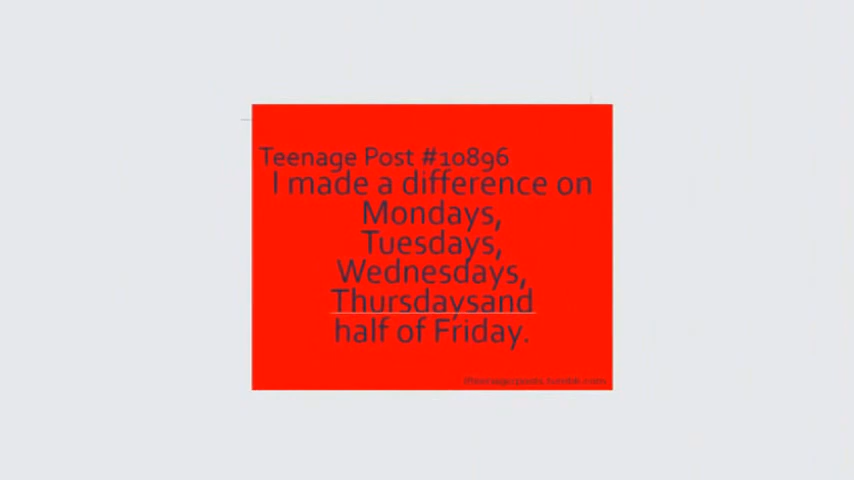 Teenage Post #10896
I made a difference on
Mondays,
Tuesdays,
Wednesdays,
Thursdaysand
half of Friday.